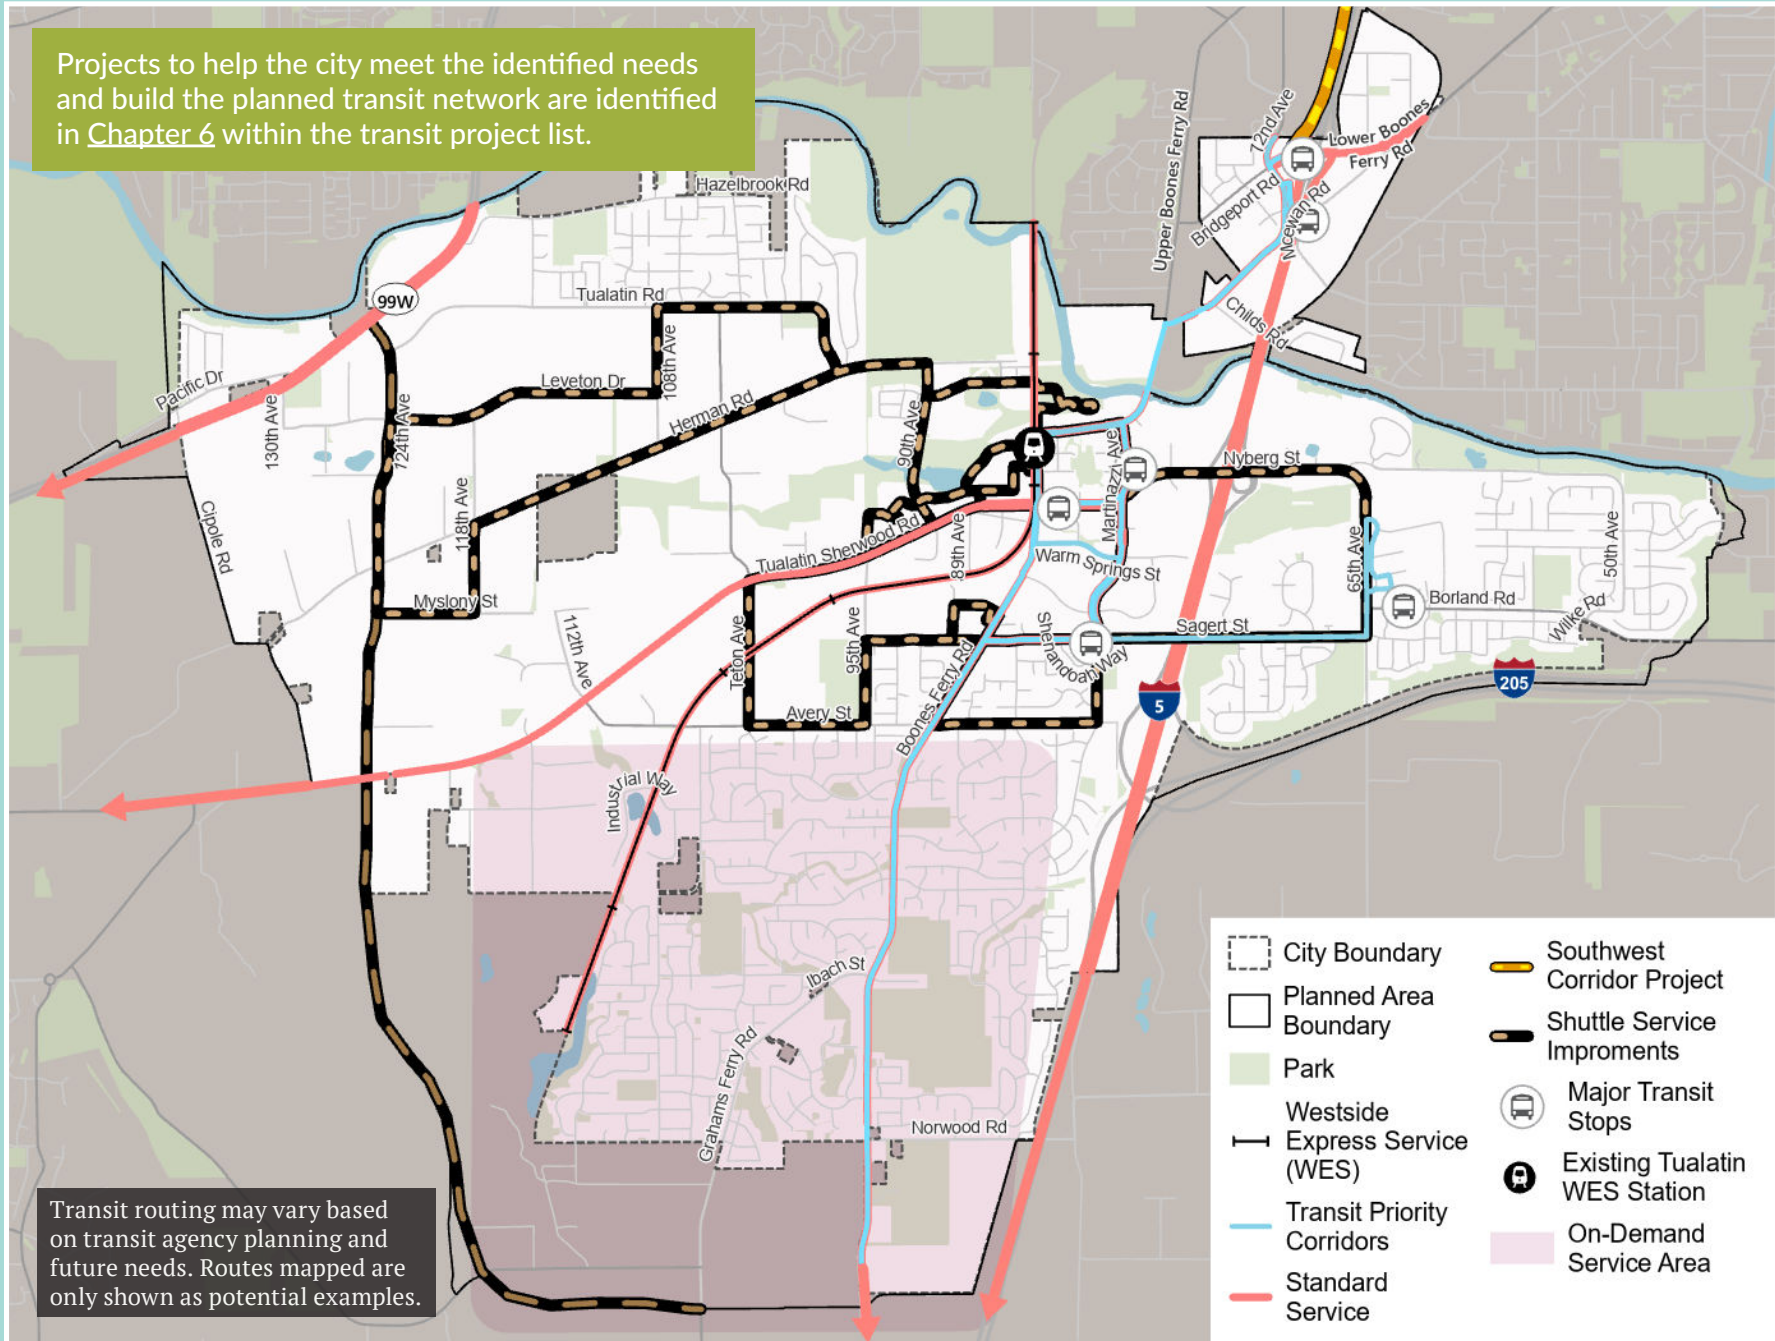 Projects to help the city meet the identified needs
and build the planned transit network are identified
in Chapter 6 within the transit project list.
Hazelbrook Rd
Upper Boones Ferry Rd
72nd Ave
Lower Boones
Ferry Rd
Bridgeport Rd
Mcewan Rd
Childs Rd
99W
Tualatin Rd
108th Ave
Leveton Dr
Pacific Dr
130th Ave
124th Ave
Herman Rd
90th Ave
Martinazzi Ave
Nyberg St
Cipole Rd
118th Ave
Tualatin Sherwood Rd
89th Ave
Warm Springs St
65th Ave
50th Ave
Myslony St
Borland Rd
Wilke Rd
112th Ave
Teton Ave
95th Ave
Shenandoah Way
Sagert St
Boones Ferry Rd
Avery St
5
205
Industrial Way
Ibach St
Grahams Ferry Rd
Norwood Rd
City Boundary
Planned Area
Boundary
Park
Westside
Express Service
(WES)
Transit Priority
Corridors
Standard
Service
Southwest
Corridor Project
Shuttle Service
Improments
Major Transit
Stops
Existing Tualatin
WES Station
On-Demand
Service Area
Transit routing may vary based
on transit agency planning and
future needs. Routes mapped are
only shown as potential examples.